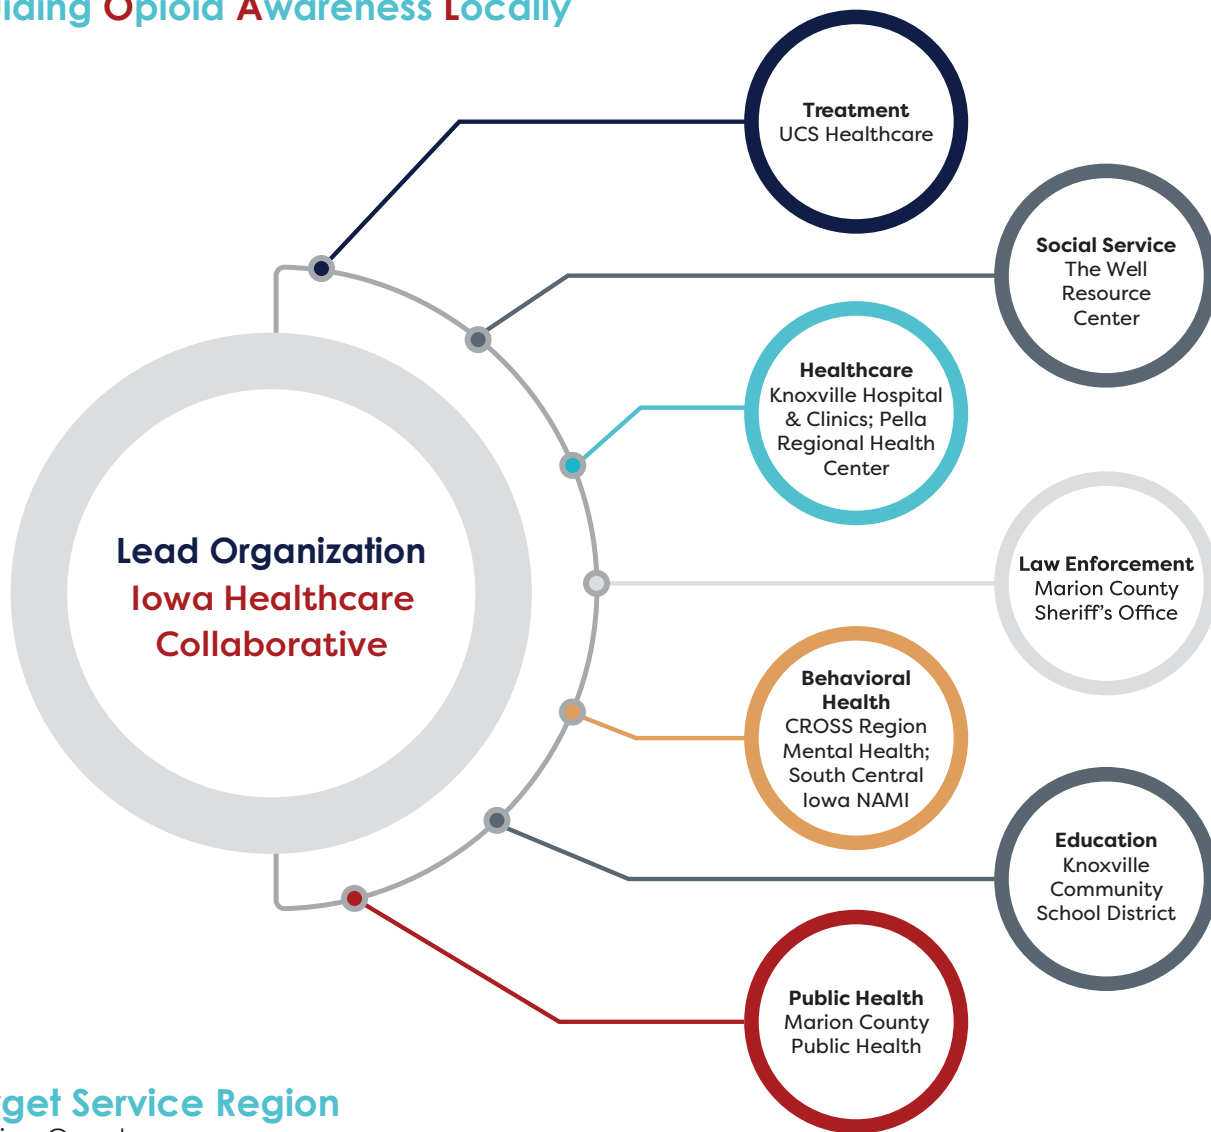 Opioid Awareness Locally
Treatment
UCS Healthcare
Social Service
The Well
Resource
Center
Healthcare
Knoxville Hospital
& Clinics; Pella
Regional Health
Center
Lead Organization
Iowa Healthcare
Collaborative
Law Enforcement
Marion County
Sheriff's Office
Behavioral
Health
CROSS Region
Mental Health;
South Central
Iowa NAMI
Education
Knoxville
Community
School District
Public Health
Marion County
Public Health
Service Region